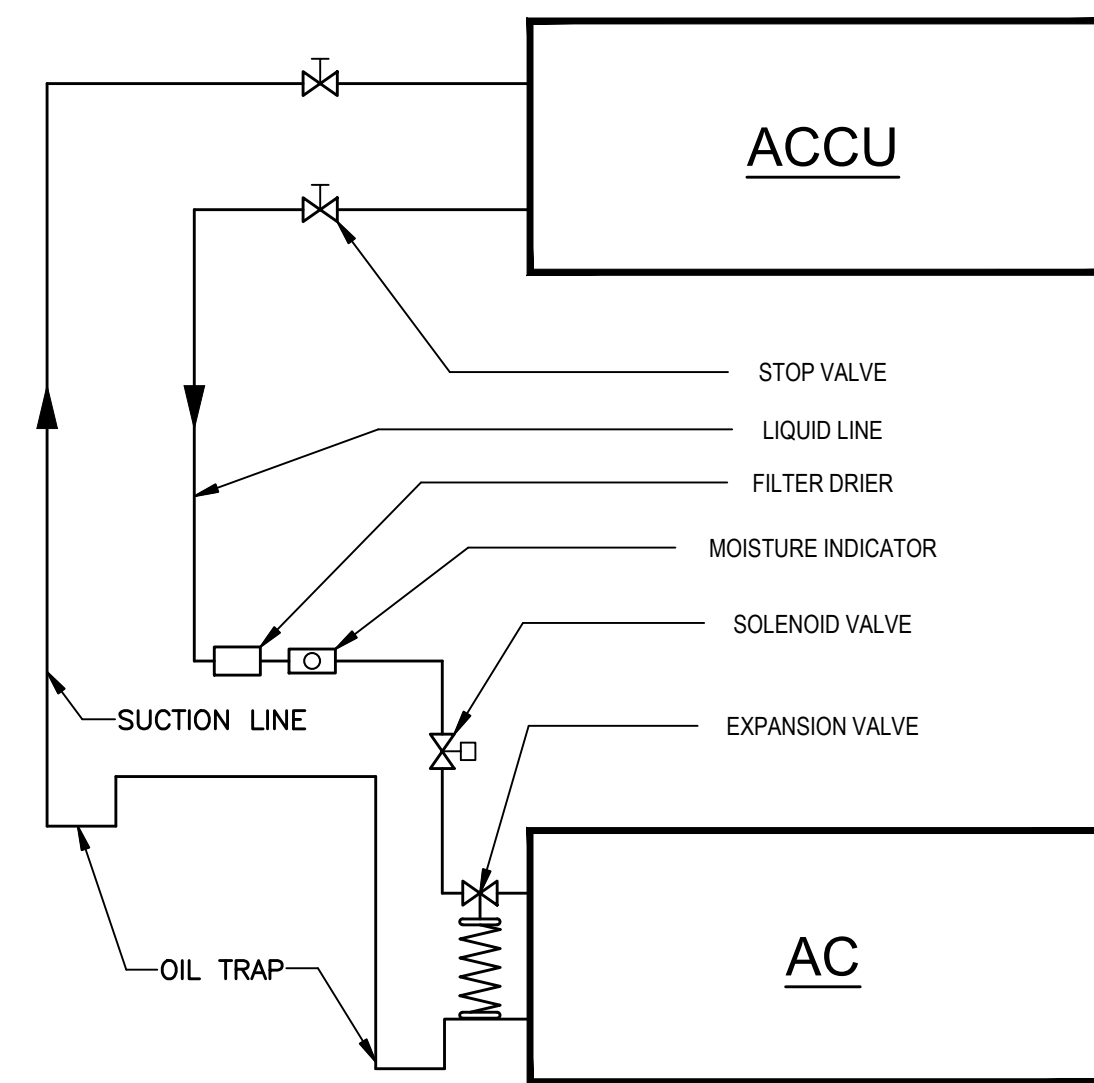 ACCU
STOP VALVE
LIQUID LINE
FILTER DRIER
MOISTURE INDICATOR
SOLENOID VALVE
SUCTION LINE
EXPANSION VALVE
AC
OIL TRAP